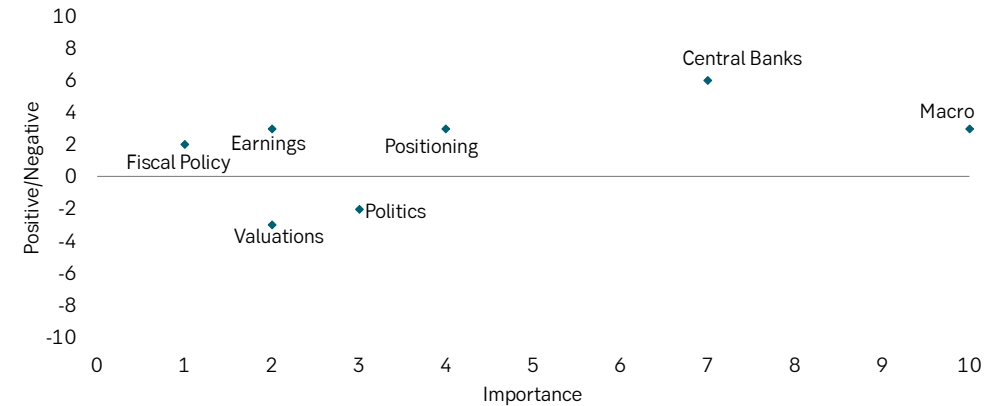 10
8
6
4
2
0
-2
-4
-6
-8
-10
Positive/Negative
Central Banks
Macro
Earnings
Positioning
Fiscal Policy
Politics
Valuations
0 1 2 3 4 5 6 7 8 9 10
Importance